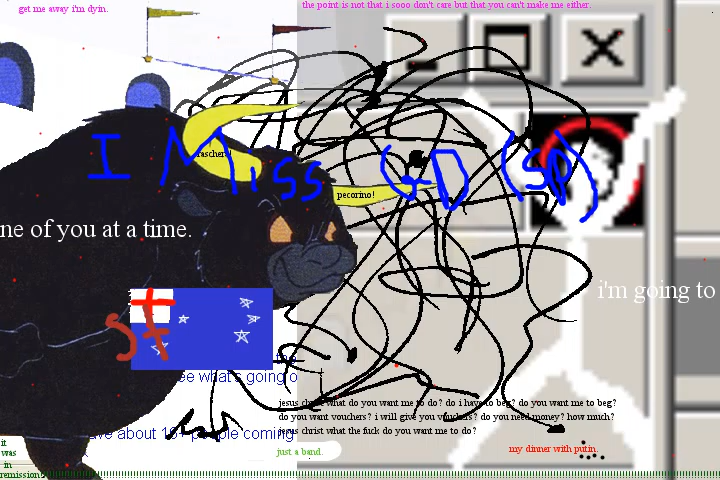 get me away i'm dyin.
the point is not that i sooo don't care but that you can't make me either.
I Miss GD (sp)
pecorino!
ne of you at a time.
i'm going to
st
ee what's going o
jesus christ what do you want me to do? do i have to beg? do you want me to beg?
do you want vouchers? i will give you vouchers? do you need money? how much?
jesus christ what the fuck do you want me to do?
ve about 18+ people coming
just a band.
my dinner with putin.
it
was
in
remission